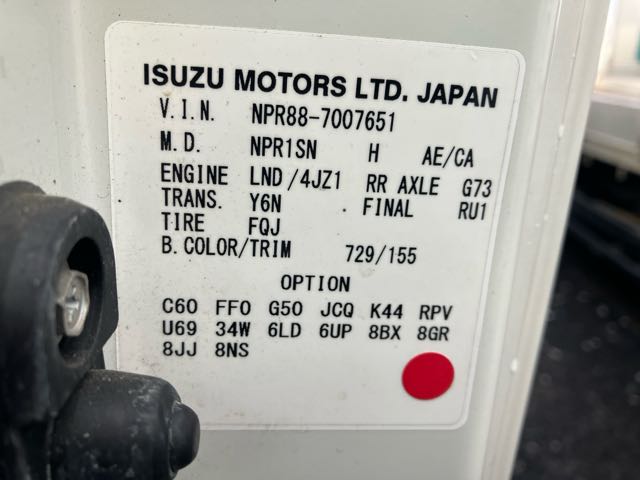 ISUZU MOTORS LTD. JAPAN
V.I.N. NPR88-7007651
M.D. NPR1SN H AE/CA
ENGINE LND/4JZ1 RR AXLE G73
TRANS. Y6N FINAL RU1
TIRE FQJ
B.COLOR/TRIM 729/155
OPTION
C60 FF0 G50 JCQ K44 RPV
U69 34W 6LD 6UP 8BX 8GR
8JJ 8NS